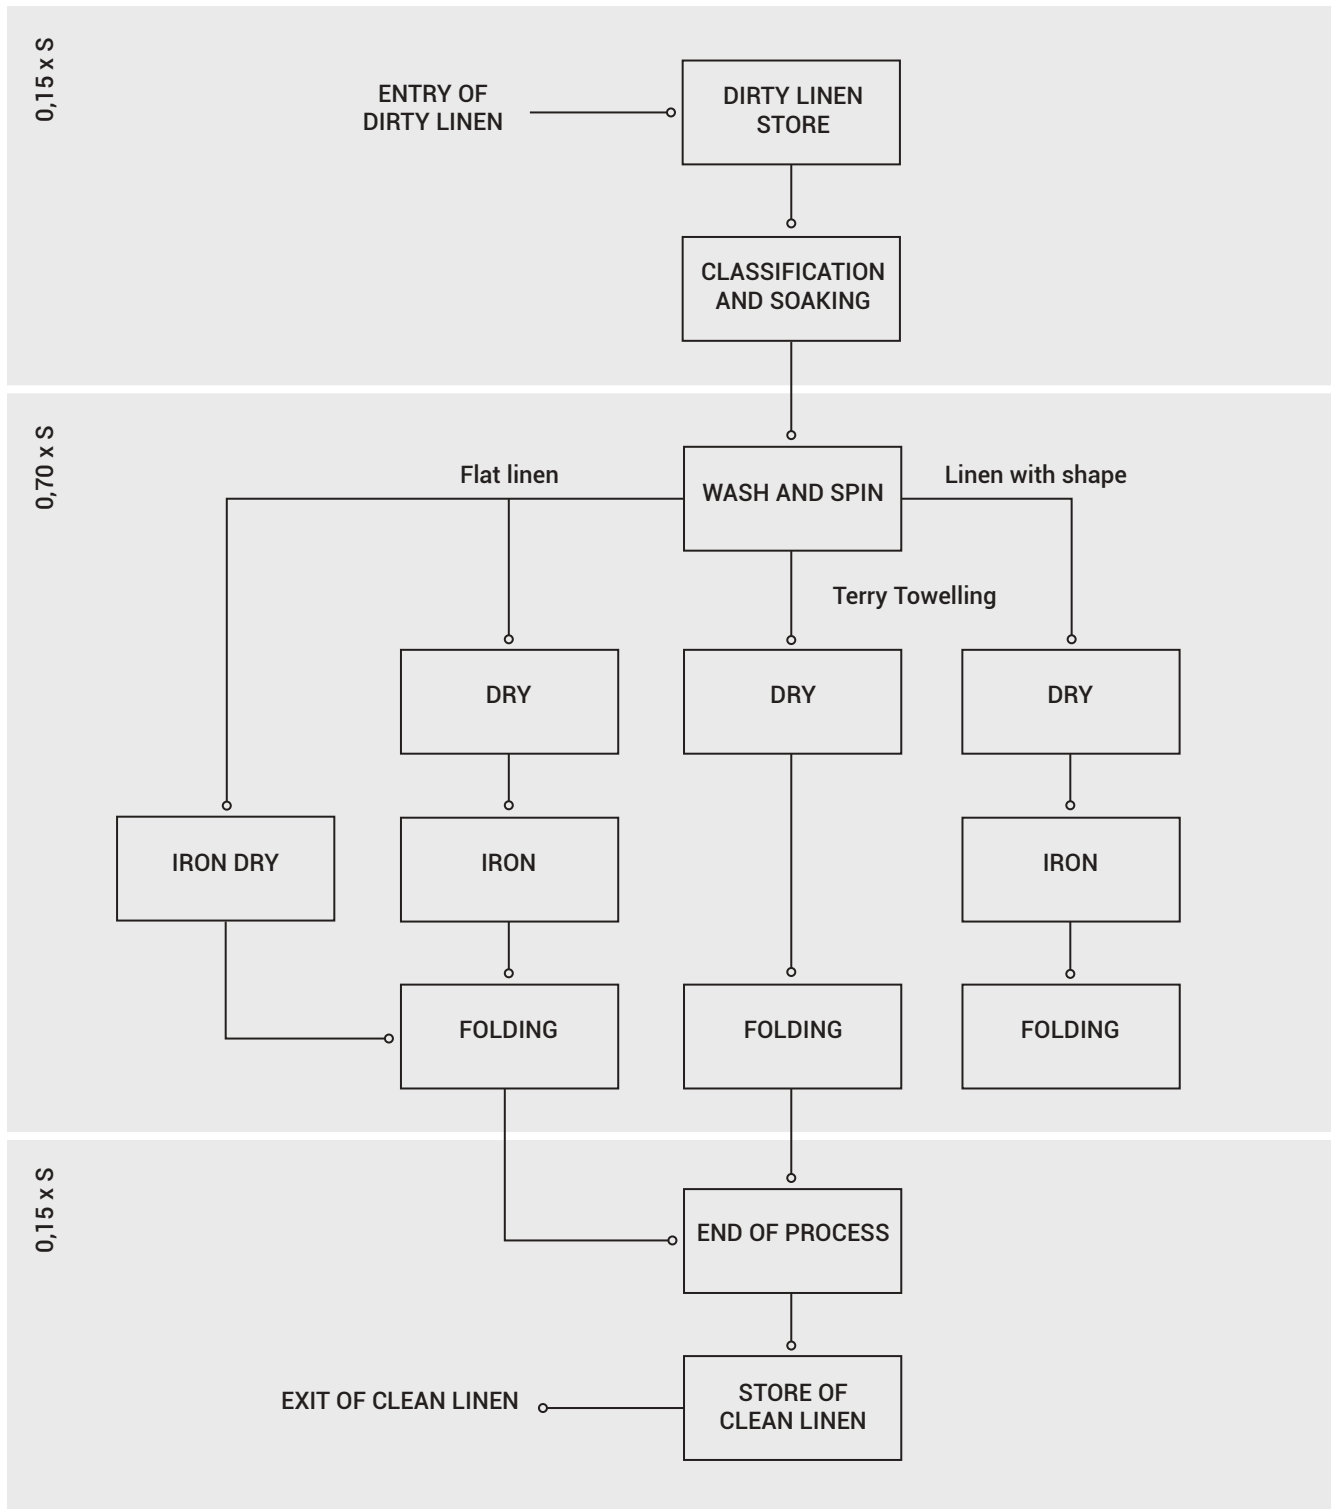 0,15 x S
ENTRY OF
DIRTY LINEN
DIRTY LINEN
STORE
CLASSIFICATION
AND SOAKING
0,70 x S
Flat linen
WASH AND SPIN
Linen with shape
Terry Towelling
DRY
DRY
DRY
IRON DRY
IRON
IRON
FOLDING
FOLDING
FOLDING
0,15 x S
END OF PROCESS
EXIT OF CLEAN LINEN
STORE OF
CLEAN LINEN